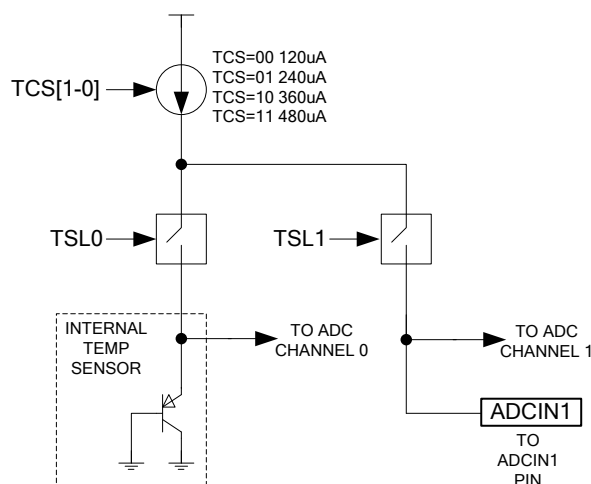 TCS=00 120uA
TCS=01 240uA
TCS[1-0]
TCS=10 360uA
TCS=11 480uA
TSL0
TSL1
INTERNAL
TEMP
SENSOR
TO ADC
CHANNEL 0
TO ADC
CHANNEL 1
ADCIN1
TO
ADCIN1
PIN